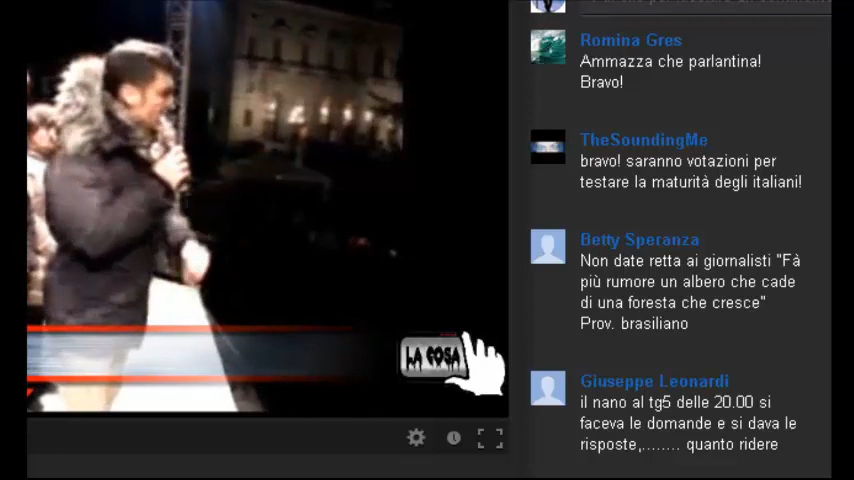 LA COSA
Romina Gres
Ammazza che parlantina!
Bravo!
TheSoundingMe
bravo! saranno votazioni per
testare la maturità degli italiani!
Betty Speranza
Non date retta ai giornalisti "Fà
più rumore un albero che cade
di una foresta che cresce"
Prov. brasiliano
Giuseppe Leonardi
il nano al tg5 delle 20.00 si
faceva le domande e si dava le
risposte,........ quanto ridere